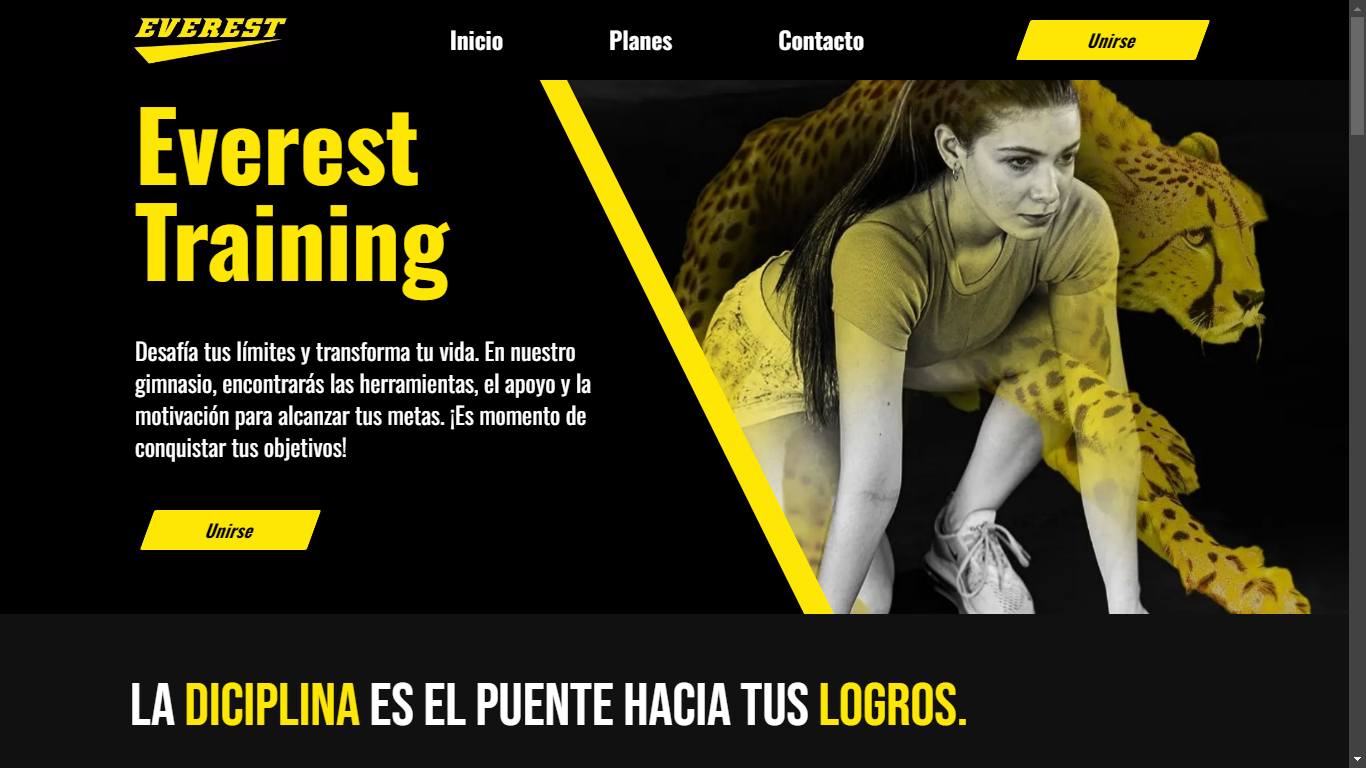 EVEREST
Inicio
Planes
Contacto
Unirse
Everest
Training
Desafía tus límites y transforma tu vida. En nuestro
gimnasio, encontrarás las herramientas, el apoyo y la
motivación para alcanzar tus metas. ¡Es momento de
conquistar tus objetivos!
Unirse
LA DICIPLINA ES EL PUENTE HACIA TUS LOGROS.